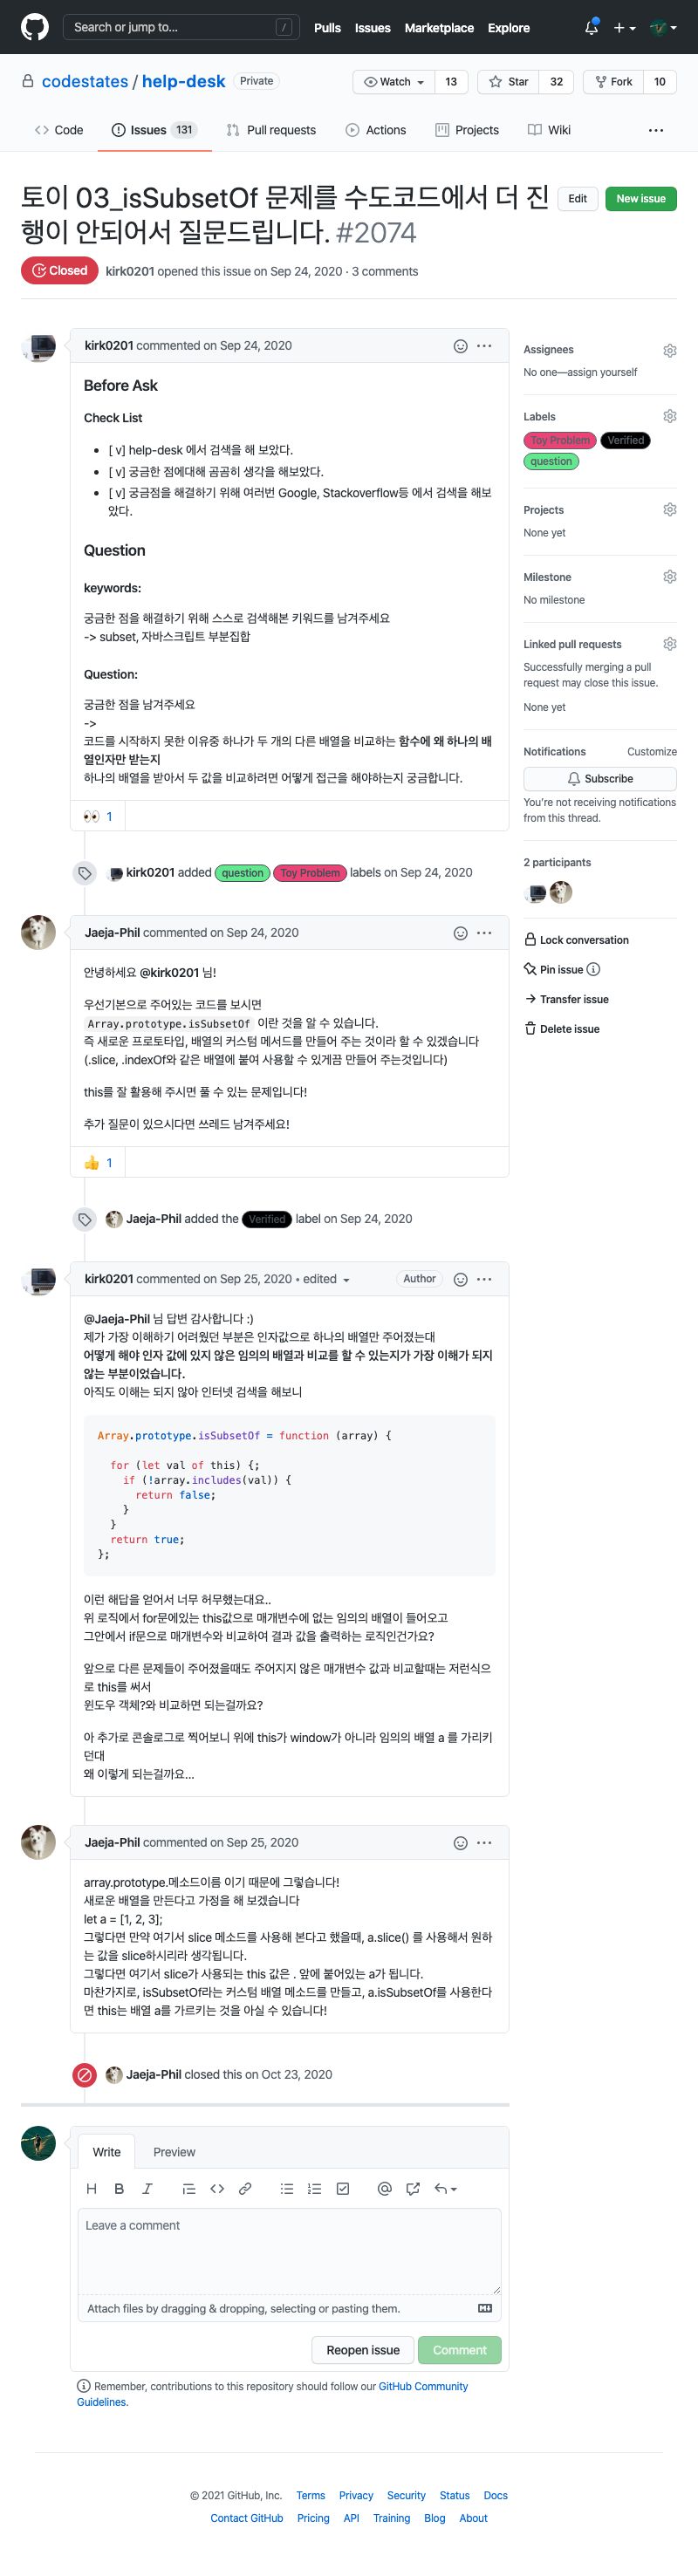 Search or jump to... /
Pulls Issues Marketplace Explore
codestates / help-desk Private
Watch 13 Star 32 Fork 10
Code Issues 131 Pull requests Actions Projects Wiki ...
토이 03_isSubsetOf 문제를 수도코드에서 더 진
행이 안되어서 질문드립니다. #2074
Edit New issue
Closed kirk0201 opened this issue on Sep 24, 2020 · 3 comments
kirk0201 commented on Sep 24, 2020
Before Ask
Check List
• [ v] help-desk 에서 검색을 해 보았다.
• [ v] 궁금한 점에대해 곰곰히 생각을 해보았다.
• [ v] 궁금점을 해결하기 위해 여러번 Google, Stackoverflow등 에서 검색을 해보
았다.
Question
keywords:
궁금한 점을 해결하기 위해 스스로 검색해본 키워드를 남겨주세요
-> subset, 자바스크립트 부분집합
Question:
궁금한 점을 남겨주세요
->
코드를 시작하지 못한 이유중 하나가 두 개의 다른 배열을 비교하는 함수에 왜 하나의 배
열인자만 받는지
하나의 배열을 받아서 두 값을 비교하려면 어떻게 접근을 해야하는지 궁금합니다.
👀 1
kirk0201 added question Toy Problem labels on Sep 24, 2020
Jaeja-Phil commented on Sep 24, 2020
안녕하세요 @kirk0201 님!
우선기본으로 주어있는 코드를 보시면
Array.prototype.isSubsetOf 이란 것을 알 수 있습니다.
즉 새로운 프로토타입, 배열의 커스텀 메서드를 만들어 주는 것이라 할 수 있겠습니다
(.slice, .indexOf와 같은 배열에 붙여 사용할 수 있게끔 만들어 주는것입니다)
this를 잘 활용해 주시면 풀 수 있는 문제입니다!
추가 질문이 있으시다면 쓰레드 남겨주세요!
👍 1
Jaeja-Phil added the Verified label on Sep 24, 2020
kirk0201 commented on Sep 25, 2020 • edited Author
@Jaeja-Phil 님 답변 감사합니다 :)
제가 가장 이해하기 어려웠던 부분은 인자값으로 하나의 배열만 주어졌는대
어떻게 해야 인자 값에 있지 않은 임의의 배열과 비교를 할 수 있는지가 가장 이해가 되지
않는 부분이었습니다.
아직도 이해는 되지 않아 인터넷 검색을 해보니
Array.prototype.isSubsetOf = function (array) {
for (let val of this) {;
if (!array.includes(val)) {
return false;
}
}
return true;
};
이런 해답을 얻어서 너무 허무했는대요..
위 로직에서 for문에있는 this값으로 매개변수에 없는 임의의 배열이 들어오고
그안에서 if문으로 매개변수와 비교하여 결과 값을 출력하는 로직인건가요?
앞으로 다른 문제들이 주어졌을때도 주어지지 않은 매개변수 값과 비교할때는 저런식으
로 this를 써서
윈도우 객체?와 비교하면 되는걸까요?
아 추가로 콘솔로그로 찍어보니 위에 this가 window가 아니라 임의의 배열 a 를 가리키
던대
왜 이렇게 되는걸까요...
Jaeja-Phil commented on Sep 25, 2020
array.prototype.메소드이름 이기 때문에 그렇습니다!
새로운 배열을 만든다고 가정을 해 보겠습니다
let a = [1, 2, 3];
그렇다면 만약 여기서 slice 메소드를 사용해 본다고 했을때, a.slice() 를 사용해서 원하
는 값을 slice하시리라 생각됩니다.
그렇다면 여기서 slice가 사용되는 this 값은 . 앞에 붙어있는 a가 됩니다.
마찬가지로, isSubsetOf라는 커스텀 배열 메소드를 만들고, a.isSubsetOf를 사용한다
면 this는 배열 a를 가르키는 것을 아실 수 있습니다!
Jaeja-Phil closed this on Oct 23, 2020
Write Preview
Leave a comment
Attach files by dragging & dropping, selecting or pasting them.
Reopen issue Comment
Remember, contributions to this repository should follow our GitHub Community
Guidelines.
Assignees
No one—assign yourself
Labels
Toy Problem Verified
question
Projects
None yet
Milestone
No milestone
Linked pull requests
Successfully merging a pull
request may close this issue.
None yet
Notifications Customize
Subscribe
You're not receiving notifications
from this thread.
2 participants
Lock conversation
Pin issue
Transfer issue
Delete issue
© 2021 GitHub, Inc. Terms Privacy Security Status Docs
Contact GitHub Pricing API Training Blog About